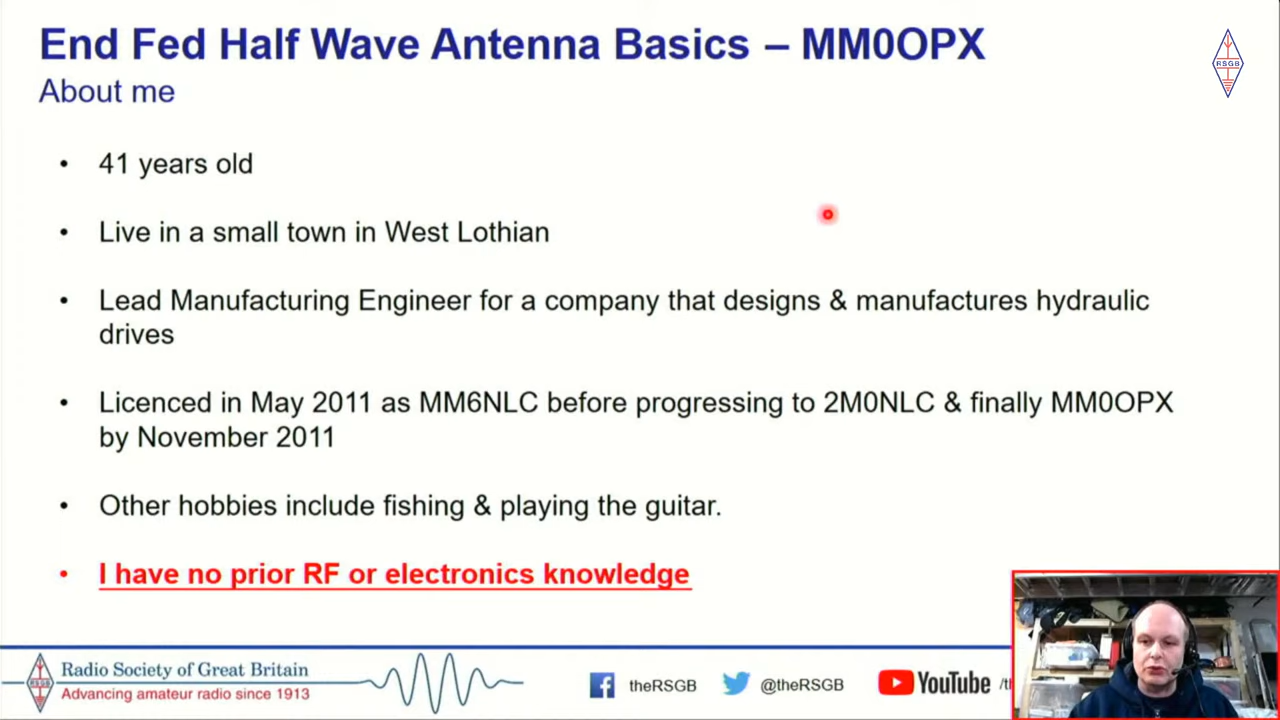 End Fed Half Wave Antenna Basics – MM0OPX
About me
RSGB
• 41 years old
• Live in a small town in West Lothian
• Lead Manufacturing Engineer for a company that designs & manufactures hydraulic
drives
• Licenced in May 2011 as MM6NLC before progressing to 2M0NLC & finally MM0OPX
by November 2011
• Other hobbies include fishing & playing the guitar.
• I have no prior RF or electronics knowledge
RSGB
Radio Society of Great Britain
Advancing amateur radio since 1913
theRSGB
@theRSGB
YouTube